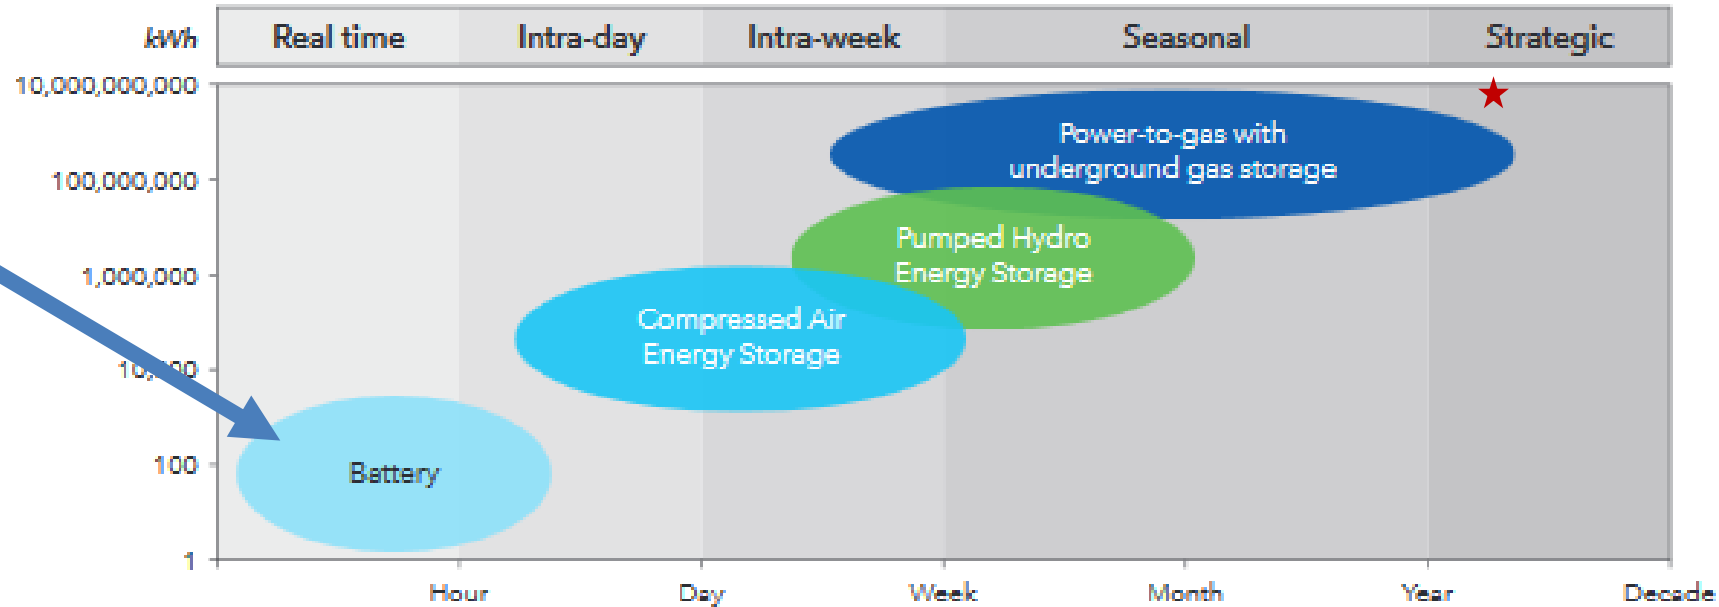 kWh Real time Intra-day Intra-week Seasonal Strategic
10,000,000,000
Power-to-gas with
underground gas storage
100,000,000
Pumped Hydro
Energy Storage
1,000,000
Compressed Air
Energy Storage
10,000
100
Battery
1
Hour Day Week Month Year Decade